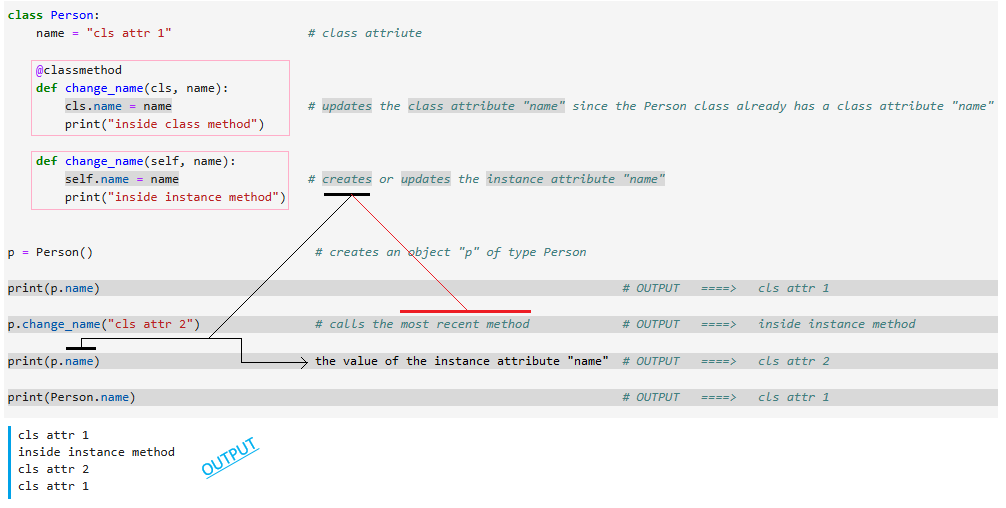 class Person:
name = "cls attr 1" # class attriute
@classmethod
def change_name(cls, name):
cls.name = name # updates the class attribute "name" since the Person class already has a class attribute "name"
print("inside class method")
def change_name(self, name):
self.name = name # creates or updates the instance attribute "name"
print("inside instance method")
p = Person() # creates an object "p" of type Person
print(p.name) # OUTPUT ====> cls attr 1
p.change_name("cls attr 2") # calls the most recent method # OUTPUT ====> inside instance method
print(p.name) the value of the instance attribute "name" # OUTPUT ====> cls attr 2
print(Person.name) # OUTPUT ====> cls attr 1
cls attr 1
inside instance method
cls attr 2
cls attr 1
OUTPUT